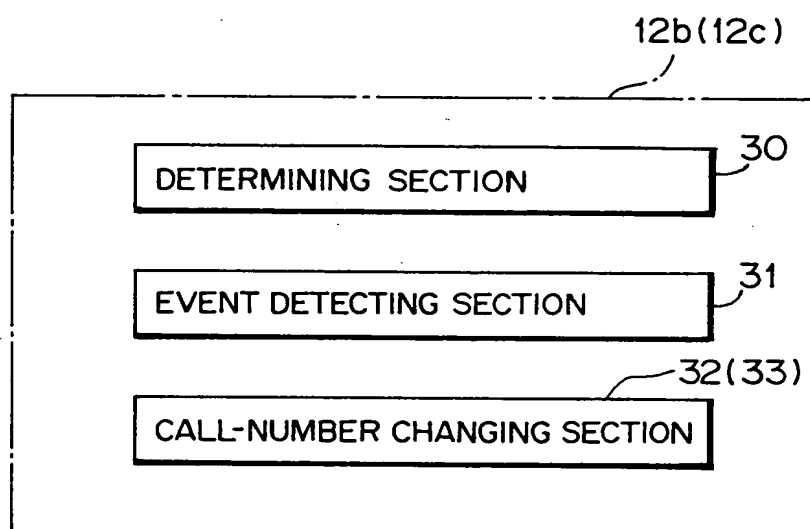 12b(12c)
DETERMINING SECTION
30
EVENT DETECTING SECTION
31
32(33)
CALL-NUMBER CHANGING SECTION